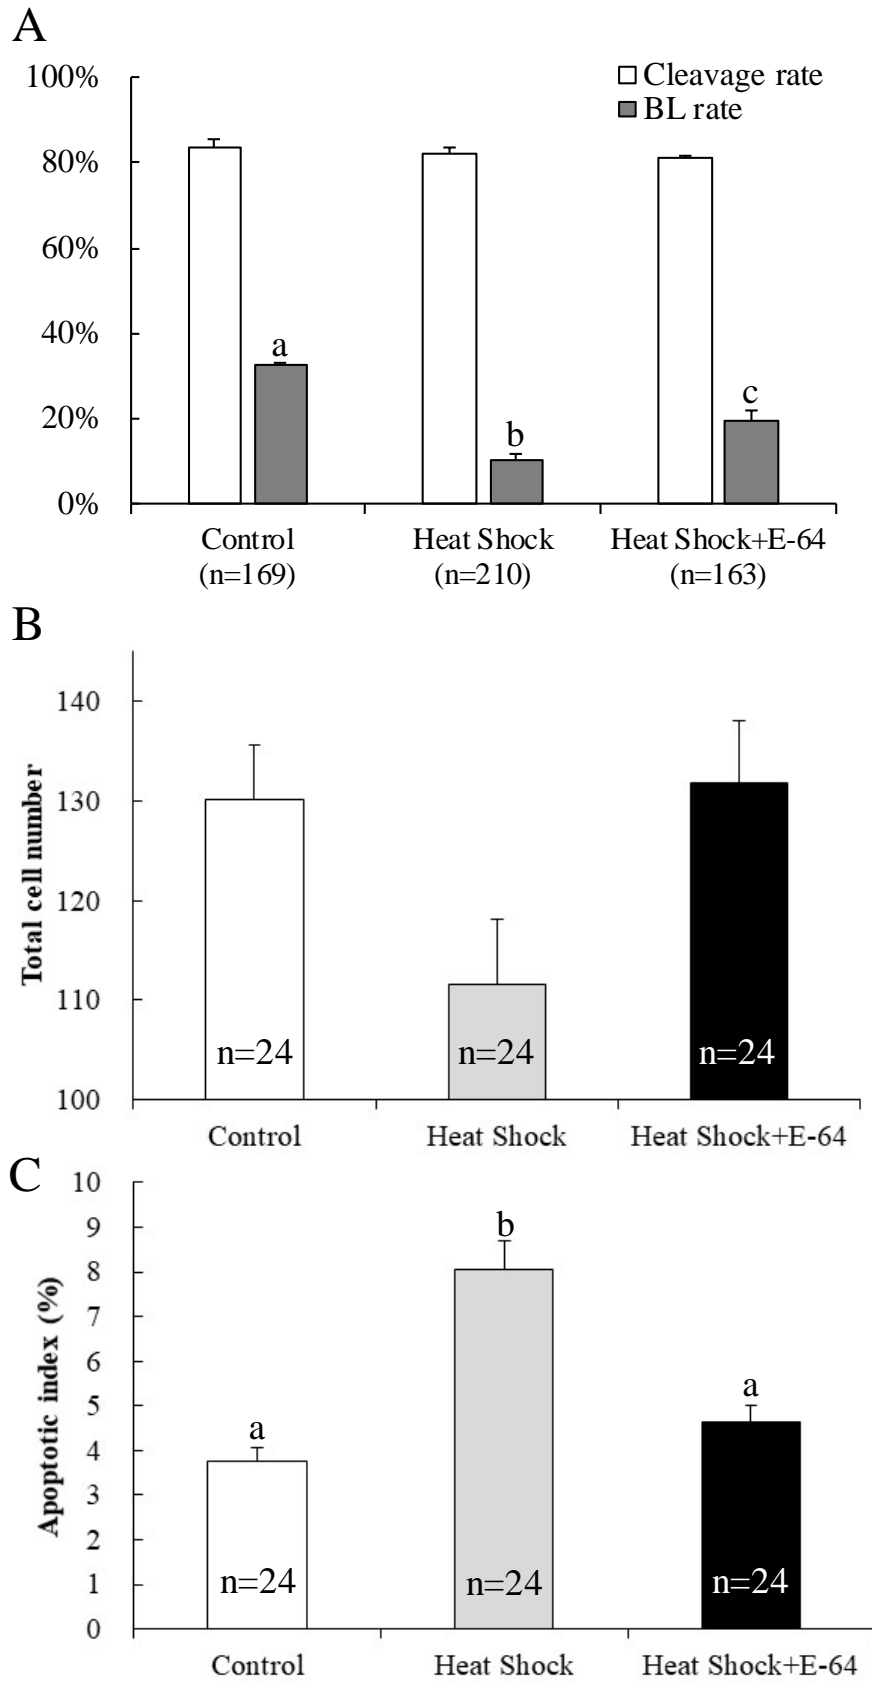 A
100%
80%
60%
40%
20%
0%
Cleavage rate
BL rate
a
b
c
Control
(n=169)
Heat Shock
(n=210)
Heat Shock+E-64
(n=163)
B
Total cell number
140
130
120
110
100
n=24
n=24
n=24
Control
Heat Shock
Heat Shock+E-64
C
Apoptotic index (%)
10
9
8
7
6
5
4
3
2
1
0
a
b
a
n=24
n=24
n=24
Control
Heat Shock
Heat Shock+E-64